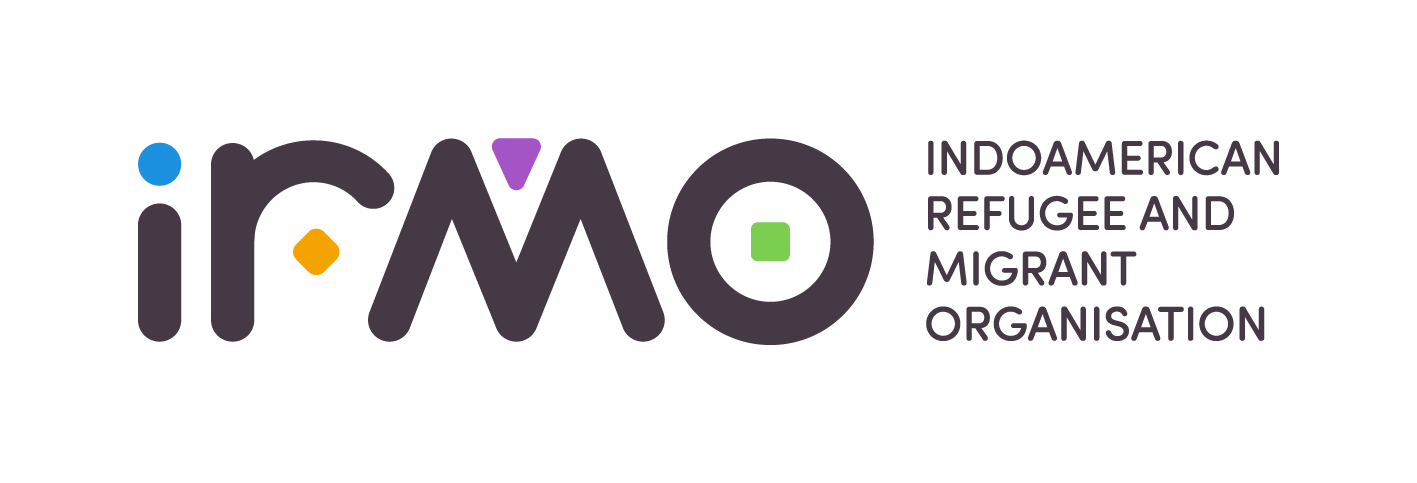 irmo
INDOAMERICAN
REFUGEE AND
MIGRANT
ORGANISATION